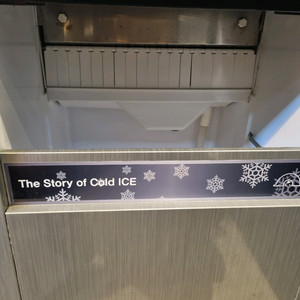 The Story of Cold ICE